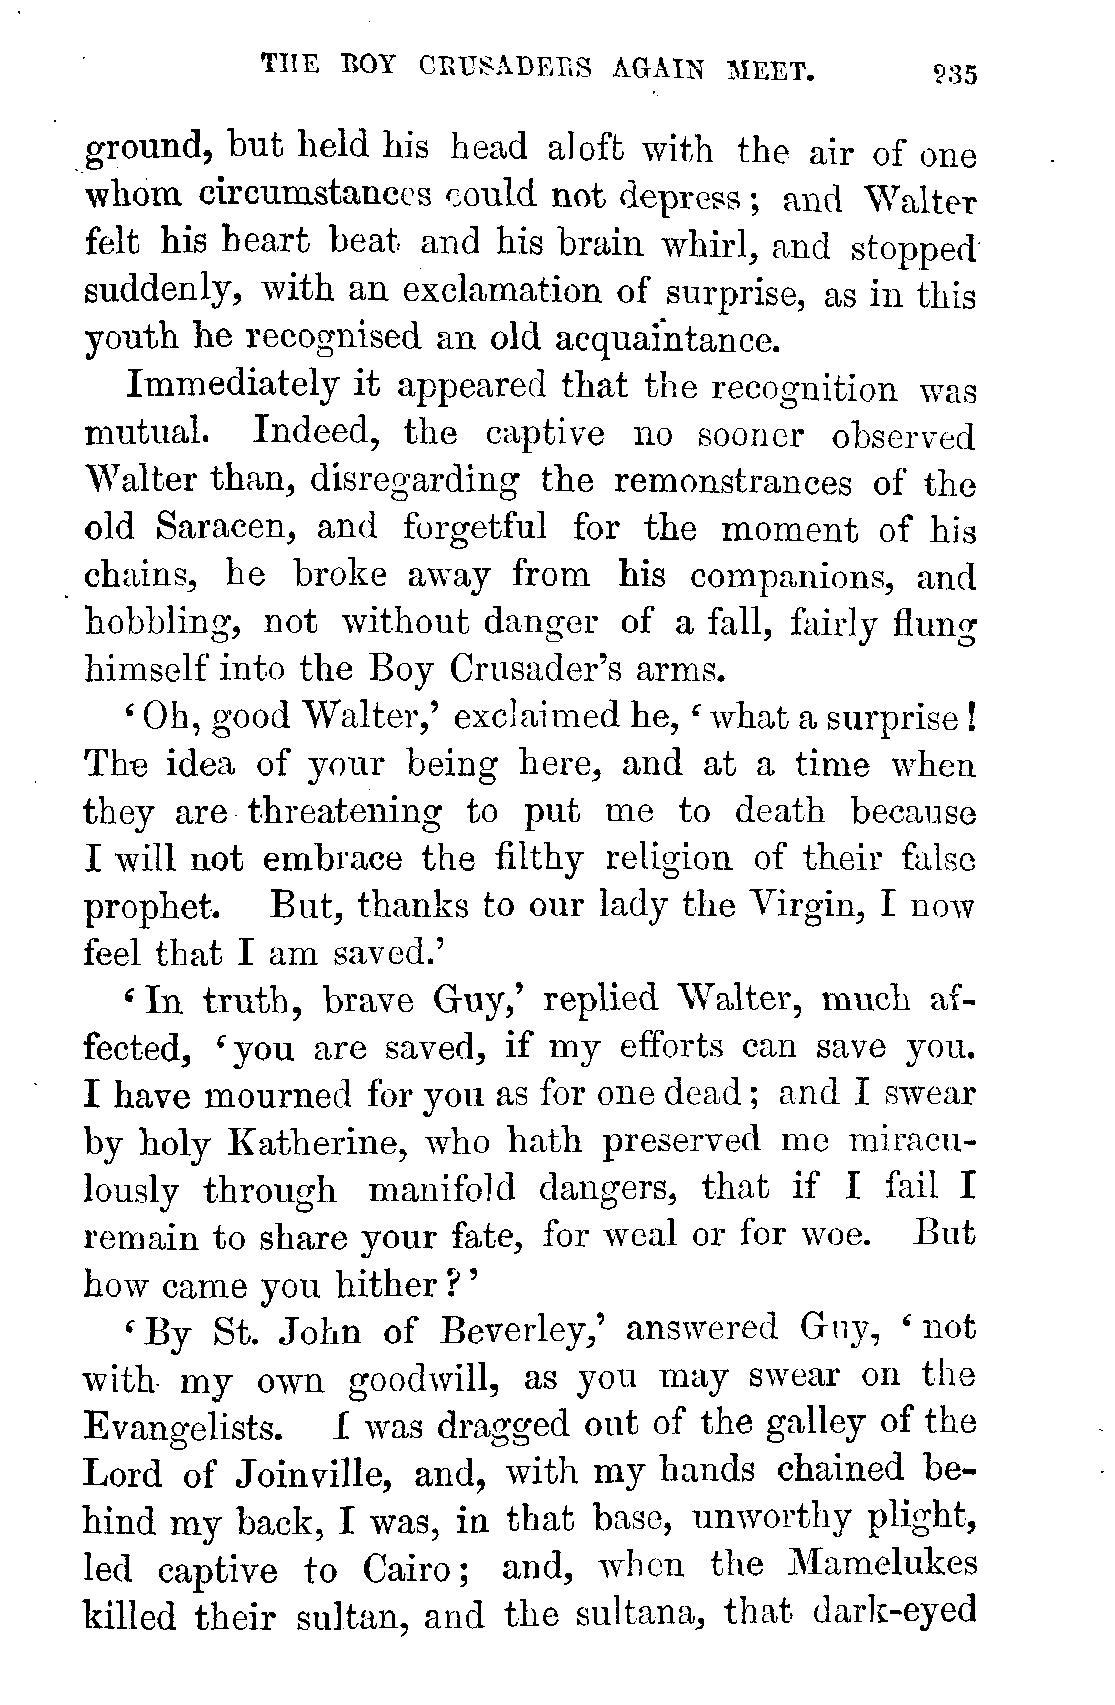 THE BOY CRUSADERS AGAIN MEET. 235
ground, but held his head aloft with the air of one
whom circumstances could not depress; and Walter
felt his heart beat and his brain whirl, and stopped
suddenly, with an exclamation of surprise, as in this
youth he recognised an old acquaintance.
Immediately it appeared that the recognition was
mutual. Indeed, the captive no sooner observed
Walter than, disregarding the remonstrances of the
old Saracen, and forgetful for the moment of his
chains, he broke away from his companions, and
hobbling, not without danger of a fall, fairly flung
himself into the Boy Crusader's arms.
‘Oh, good Walter,’ exclaimed he, ‘what a surprise!
The idea of your being here, and at a time when
they are threatening to put me to death because
I will not embrace the filthy religion of their false
prophet. But, thanks to our lady the Virgin, I now
feel that I am saved.’
‘In truth, brave Guy,’ replied Walter, much af-
fected, ‘you are saved, if my efforts can save you.
I have mourned for you as for one dead; and I swear
by holy Katherine, who hath preserved me miracu-
lously through manifold dangers, that if I fail I
remain to share your fate, for weal or for woe. But
how came you hither?’
‘By St. John of Beverley,’ answered Guy, ‘not
with my own goodwill, as you may swear on the
Evangelists. I was dragged out of the galley of the
Lord of Joinville, and, with my hands chained be-
hind my back, I was, in that base, unworthy plight,
led captive to Cairo; and, when the Mamelukes
killed their sultan, and the sultana, that dark-eyed